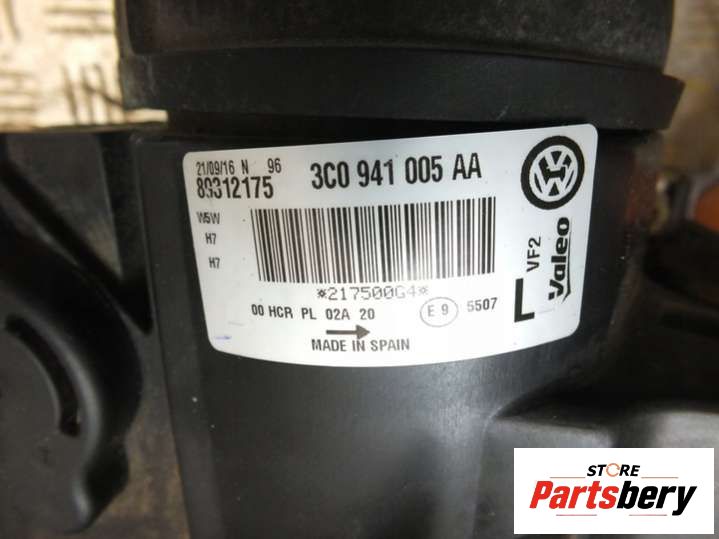 21/09/16 N 96
89312175
3C0 941 005 AA
W5W
H7
H7
*217500G4*
00 HCR PL 02A 20
E 9
5507
MADE IN SPAIN
L
VF2
Valeo
STORE
Partsbery